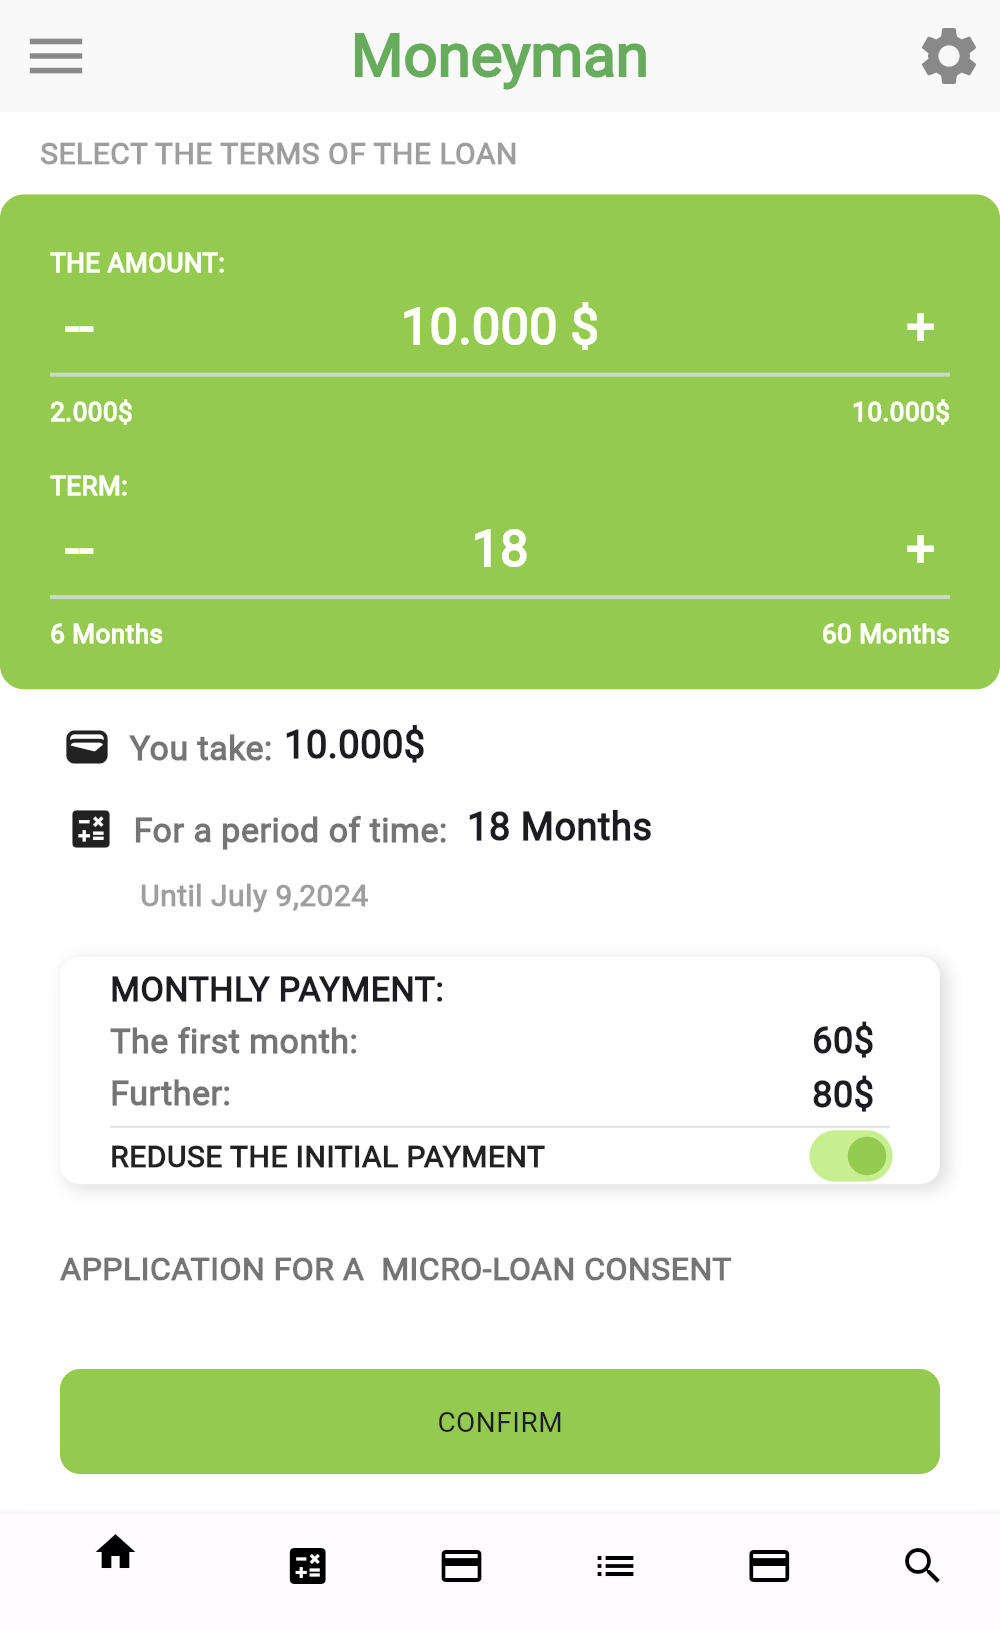 Moneyman
SELECT THE TERMS OF THE LOAN
THE AMOUNT:
-- 10.000 $ +
2.000$ 10.000$
TERM:
-- 18 +
6 Months 60 Months
You take: 10.000$
For a period of time: 18 Months
Until July 9,2024
MONTHLY PAYMENT:
The first month: 60$
Further: 80$
REDUSE THE INITIAL PAYMENT
APPLICATION FOR A MICRO-LOAN CONSENT
CONFIRM